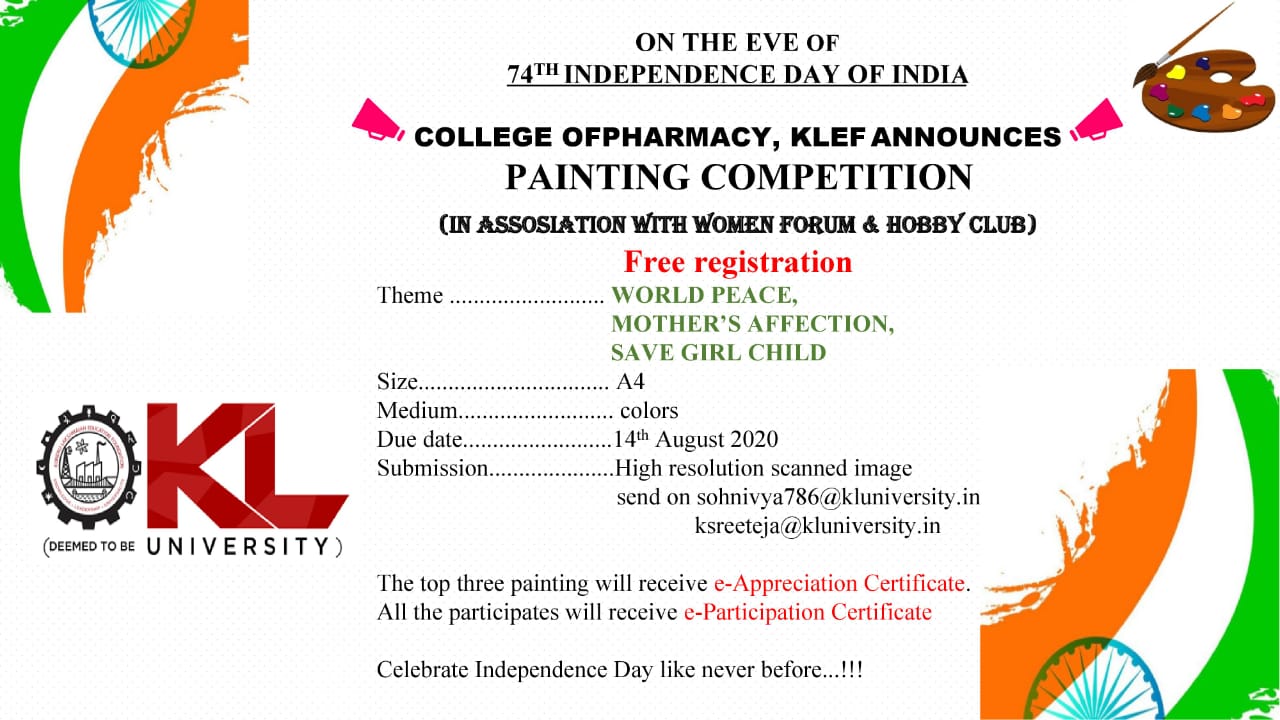 ON THE EVE OF
74TH INDEPENDENCE DAY OF INDIA
COLLEGE OFPHARMACY, KLEF ANNOUNCES
PAINTING COMPETITION
(IN ASSOSIATION WITH WOMEN FORUM & HOBBY CLUB)
Free registration
Theme .......................... WORLD PEACE,
MOTHER'S AFFECTION,
SAVE GIRL CHILD
Size................................ A4
Medium.......................... colors
Due date.........................14th August 2020
Submission.....................High resolution scanned image
send on sohnivya786@kluniversity.in
ksreeteja@kluniversity.in
The top three painting will receive e-Appreciation Certificate.
All the participates will receive e-Participation Certificate
Celebrate Independence Day like never before...!!!
KL
(DEEMED TO BE UNIVERSITY)